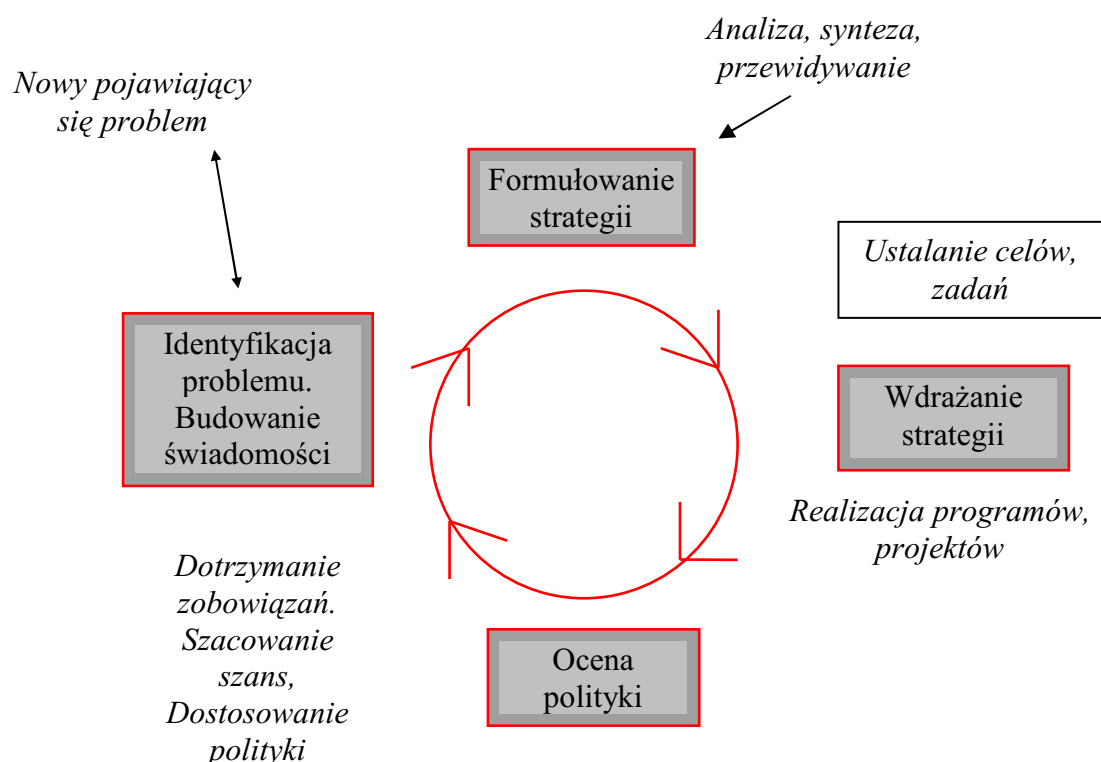 Analiza, synteza,
przewidywanie
Nowy pojawiający
się problem
Formułowanie
strategii
Ustalanie celów,
zadań
Identyfikacja
problemu.
Budowanie
świadomości
Wdrażanie
strategii
Realizacja programów,
projektów
Dotrzymanie
zobowiązań.
Szacowanie
szans,
Dostosowanie
polityki
Ocena
polityki